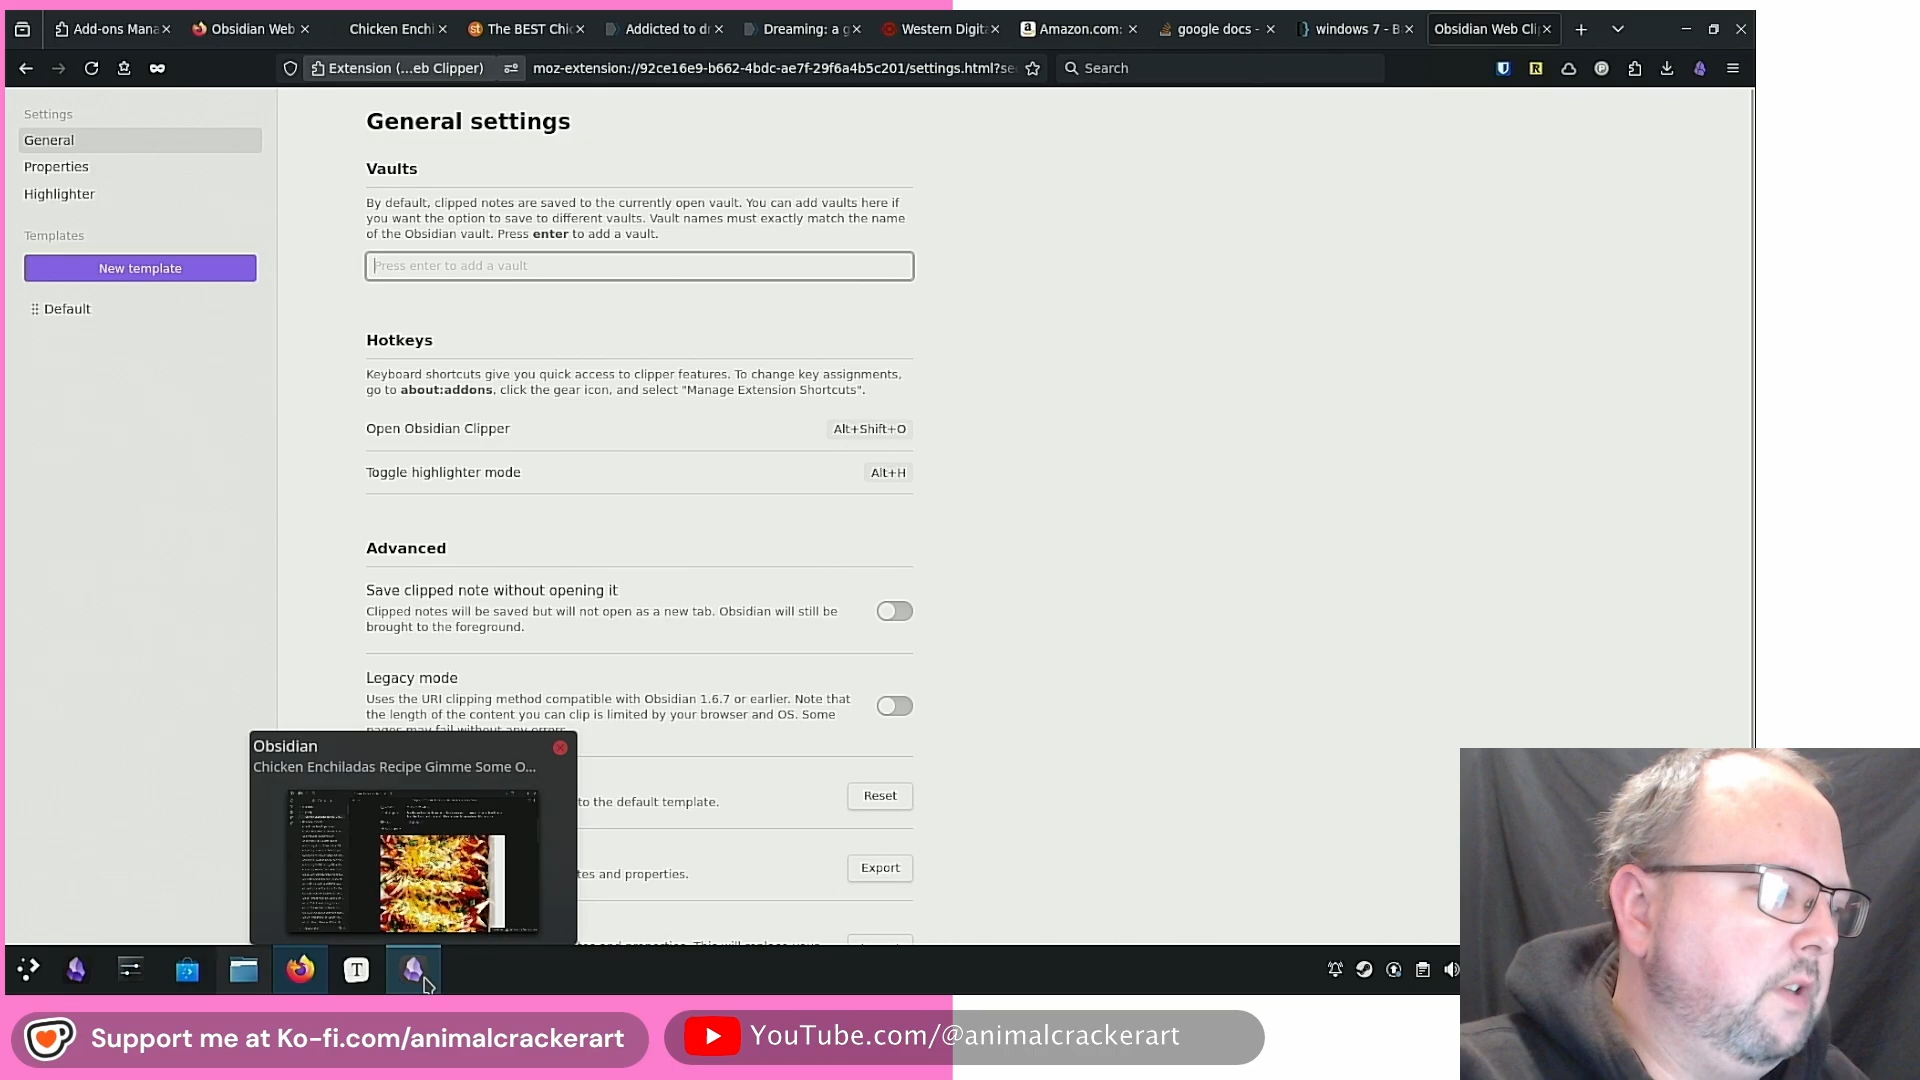 Add-ons Mana
Obsidian Web
Chicken Enchi
The BEST Chic
Addicted to dr
Dreaming: a g
Western Digita
Amazon.com:
google docs -
windows 7 - B
Obsidian Web Cli
Extension (...eb Clipper)
moz-extension://92ce16e9-b662-4bdc-ae7f-29f6a4b5c201/settings.html?se
Search
Settings
General
Properties
Highlighter
Templates
New template
Default
General settings
Vaults
By default, clipped notes are saved to the currently open vault. You can add vaults here if
you want the option to save to different vaults. Vault names must exactly match the name
of the Obsidian vault. Press enter to add a vault.
Press enter to add a vault
Hotkeys
Keyboard shortcuts give you quick access to clipper features. To change key assignments,
go to about:addons, click the gear icon, and select "Manage Extension Shortcuts".
Open Obsidian Clipper
Alt+Shift+O
Toggle highlighter mode
Alt+H
Advanced
Save clipped note without opening it
Clipped notes will be saved but will not open as a new tab. Obsidian will still be
brought to the foreground.
Legacy mode
Uses the URI clipping method compatible with Obsidian 1.6.7 or earlier. Note that
the length of the content you can clip is limited by your browser and OS. Some
pages may fail without any errors.
Obsidian
Chicken Enchiladas Recipe Gimme Some O...
to the default template.
Reset
tes and properties.
Export
Support me at Ko-fi.com/animalcrackerart
YouTube.com/@animalcrackerart